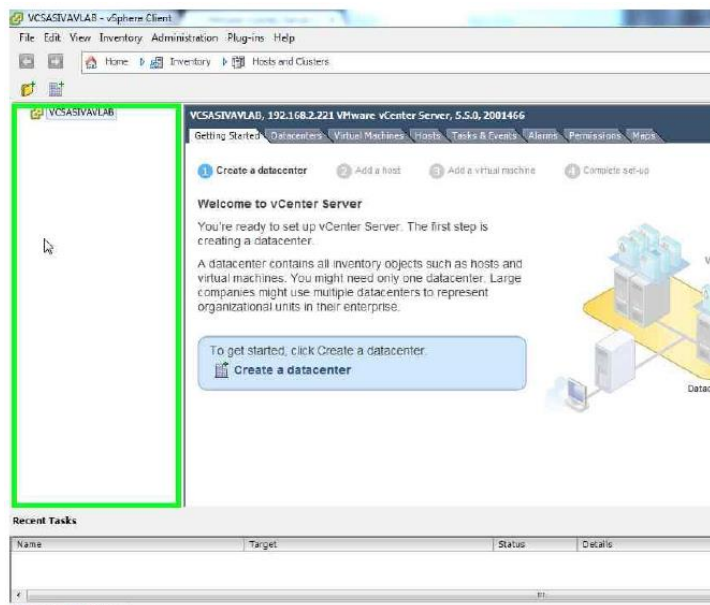 VCSASIVAVLAB - vSphere Client
File Edit View Inventory Administration Plug-ins Help
Home Inventory Hosts and Clusters
VCSASIVAVLAB
VCSASIVAVLAB, 192.168.2.221 VMware vCenter Server, 5.5.0, 2001466
Getting Started Datacenters Virtual Machines Hosts Tasks & Events Alarms Permissions Maps
1 Create a datacenter 2 Add a host 3 Add a virtual machine 4 Complete set-up
Welcome to vCenter Server
You're ready to set up vCenter Server. The first step is
creating a datacenter.
A datacenter contains all inventory objects such as hosts and
virtual machines. You might need only one datacenter. Large
companies might use multiple datacenters to represent
organizational units in their enterprise.
V
To get started, click Create a datacenter.
Create a datacenter
Datac
Recent Tasks
Name Target Status Details